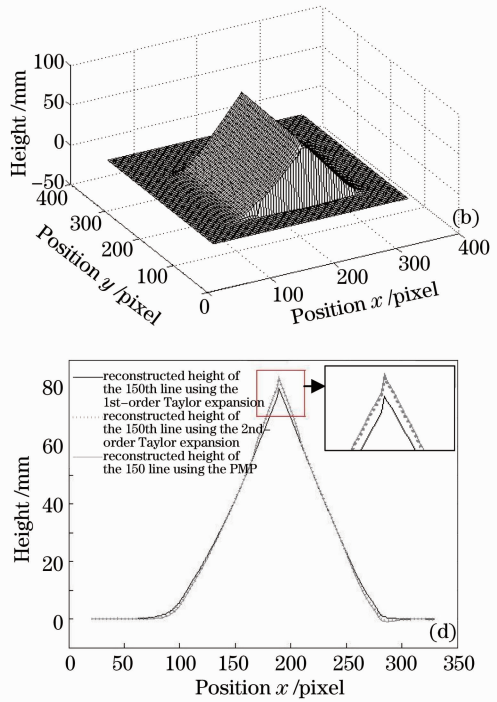 100
50
0
−50
Height /mm
400
300
200
100
0
Position y /pixel
100
200
300
400
Position x /pixel
(b)
80
60
40
20
0
Height /mm
reconstructed height of
the 150th line using the
1st−order Taylor expansion
reconstructed height of
the 150th line using the 2nd−
order Taylor expansion
reconstructed height of
the 150 line using the PMP
(d)
0 50 100 150 200 250 300 350
Position x /pixel